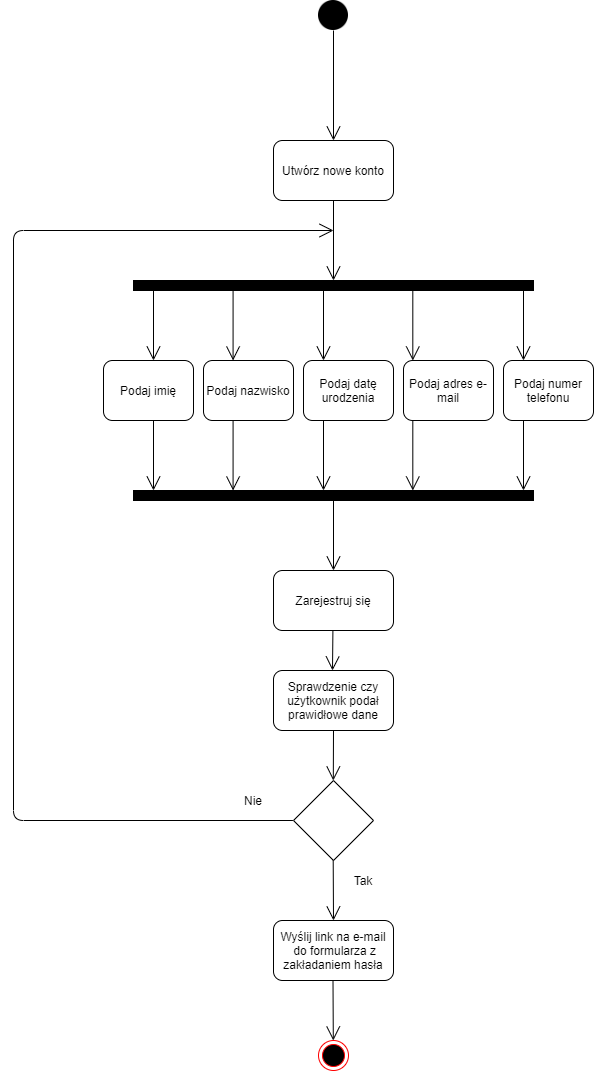 Utwórz nowe konto
Podaj imię
Podaj nazwisko
Podaj datę
urodzenia
Podaj adres e-
mail
Podaj numer
telefonu
Zarejestruj się
Sprawdzenie czy
użytkownik podał
prawidłowe dane
Nie
Tak
Wyślij link na e-mail
do formularza z
zakładaniem hasła